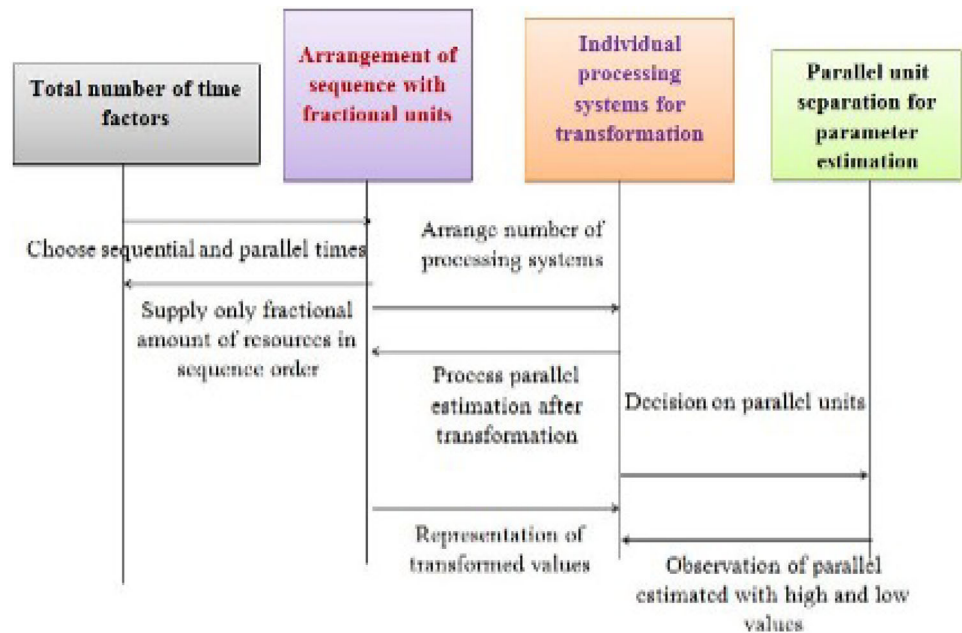 Total number of time
factors
Arrangement of
sequence with
fractional units
Individual
processing
systems for
transformation
Parallel unit
separation for
parameter
estimation
Choose sequential and parallel times
Arrange number of
processing systems
Supply only fractional
amount of resources in
sequence order
Process parallel
estimation after
transformation
Decision on parallel units
Representation of
transformed values
Observation of parallel
estimated with high and low
values